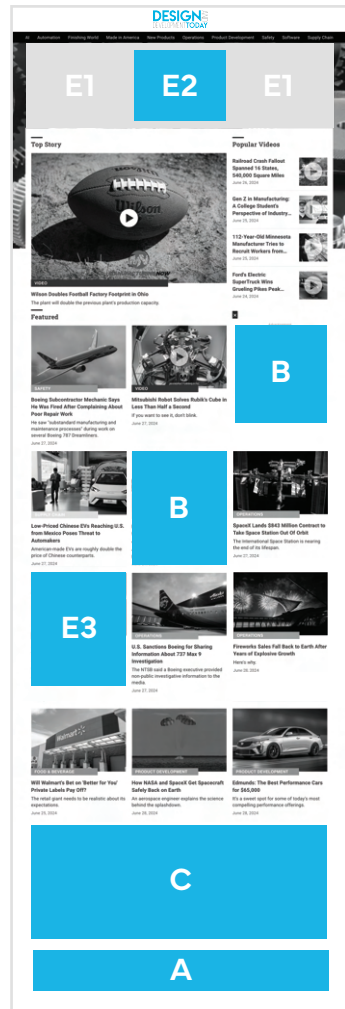 DESIGN
DEVELOPMENT TODAY
AI Automation Finishing World Made in America New Products Operations Product Development Safety Software Supply Chain
E1
E2
E1
Top Story
Wilson
VIDEO
Wilson Doubles Football Factory Footprint in Ohio
The plant will double the previous plant's production capacity.
Popular Videos
Railroad Crash Fallout
Spanned 16 States,
540,000 Square Miles
June 26, 2024
Gen Z in Manufacturing:
A College Student's
Perspective of Industry...
June 25, 2024
112-Year-Old Minnesota
Manufacturer Tries to
Recruit Workers from...
June 25, 2024
Ford's Electric
SuperTruck Wins
Grueling Pikes Peak...
June 24, 2024
Featured
SAFETY
Boeing Subcontractor Mechanic Says
He Was Fired After Complaining About
Poor Repair Work
He saw "substandard manufacturing and
maintenance processes" during work on
several Boeing 787 Dreamliners.
June 27, 2024
VIDEO
Mitsubishi Robot Solves Rubik's Cube in
Less Than Half a Second
If you want to see it, don't blink.
June 27, 2024
B
Low-Priced Chinese EVs Reaching U.S.
from Mexico Poses Threat to
Automakers
American-made EVs are roughly double the
price of Chinese counterparts.
June 27, 2024
B
OPERATIONS
SpaceX Lands $843 Million Contract to
Take Space Station Out Of Orbit
The International Space Station is nearing
the end of its lifespan.
June 27, 2024
E3
OPERATIONS
U.S. Sanctions Boeing for Sharing
Information About 737 Max 9
Investigation
The NTSB said a Boeing executive provided
non-public investigative information to the
media.
June 27, 2024
OPERATIONS
Fireworks Sales Fall Back to Earth After
Years of Explosive Growth
Here's why.
June 28, 2024
Walmart
FOOD & BEVERAGE
Will Walmart's Bet on 'Better for You'
Private Labels Pay Off?
The retail giant needs to be realistic about its
expectations.
June 25, 2024
PRODUCT DEVELOPMENT
How NASA and SpaceX Get Spacecraft
Safely Back on Earth
An aerospace engineer explains the science
behind the splashdown.
June 28, 2024
PRODUCT DEVELOPMENT
Edmunds: The Best Performance Cars
for $65,000
It's a sweet spot for some of today's most
compelling performance offerings.
June 26, 2024
C
A